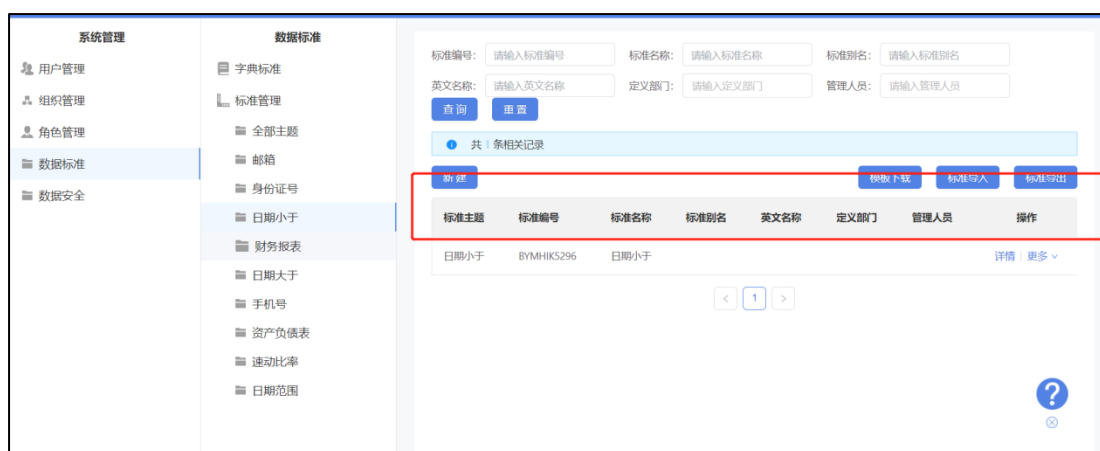 系统管理
用户管理
组织管理
角色管理
数据标准
数据安全
数据标准
字典标准
标准管理
全部主题
邮箱
身份证号
日期小于
财务报表
日期大于
手机号
资产负债表
速动比率
日期范围
标准编号： 请输入标准编号 标准名称： 请输入标准名称 标准别名： 请输入标准别名
英文名称： 请输入英文名称 定义部门： 请输入定义部门 管理人员： 请输入管理人员
查询 重置
共 1 条相关记录
新建 模板下载 标准导入 标准导出
标准主题 标准编号 标准名称 标准别名 英文名称 定义部门 管理人员 操作
日期小于 BYMHIK5296 日期小于 详情 更多
< 1 >
?